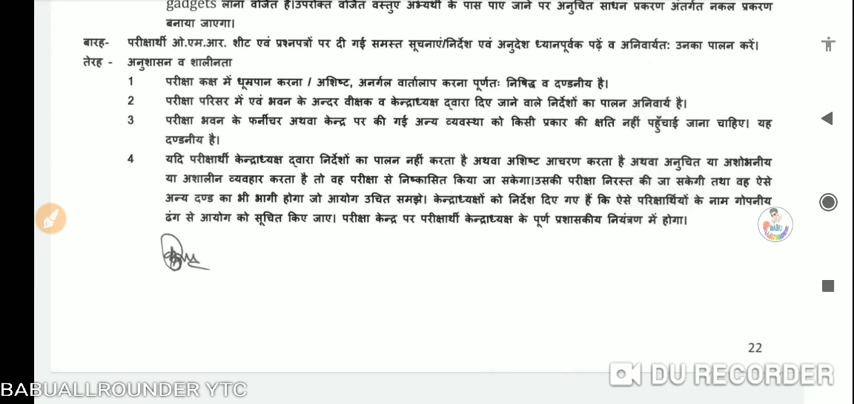 gadgets लाना वर्जित है।उपरोक्त वर्जित वस्तुएं अभ्यर्थी के पास पाए जाने पर अनुचित साधन प्रकरण अंतर्गत नकल प्रकरण
बनाया जाएगा।
बारह- परीक्षार्थी ओ.एम.आर. शीट एवं प्रश्नपत्रों पर दी गई समस्त सूचनाएं/निर्देश एवं अनुदेश ध्यानपूर्वक पढ़ें व अनिवार्यत: उनका पालन करें।
तेरह - अनुशासन व शालीनता
1 परीक्षा कक्ष में धूमपान करना / अशिष्ट, अनर्गल वार्तालाप करना पूर्णतः निषिद्ध व दण्डनीय है।
2 परीक्षा परिसर में एवं भवन के अन्दर वीक्षक व केन्द्राध्यक्ष द्वारा दिए जाने वाले निर्देशों का पालन अनिवार्य है।
3 परीक्षा भवन के फर्नीचर अथवा केन्द्र पर की गई अन्य व्यवस्था को किसी प्रकार की क्षति नहीं पहुँचाई जाना चाहिए। यह
दण्डनीय है।
4 यदि परीक्षार्थी केन्द्राध्यक्ष द्वारा निर्देशों का पालन नहीं करता है अथवा अशिष्ट आचरण करता है अथवा अनुचित या अशोभनीय
या अशालीन व्यवहार करता है तो वह परीक्षा से निष्कासित किया जा सकेगा।उसकी परीक्षा निरस्त की जा सकेगी तथा वह ऐसे
अन्य दण्ड का भी भागी होगा जो आयोग उचित समझे। केन्द्राध्यक्षों को निर्देश दिए गए हैं कि ऐसे परिक्षार्थियों के नाम गोपनीय
ढंग से आयोग को सूचित किए जाए। परीक्षा केन्द्र पर परीक्षार्थी केन्द्राध्यक्ष के पूर्ण प्रशासकीय नियंत्रण में होगा।
22
DU RECORDER
BABUALLROUNDER YTC